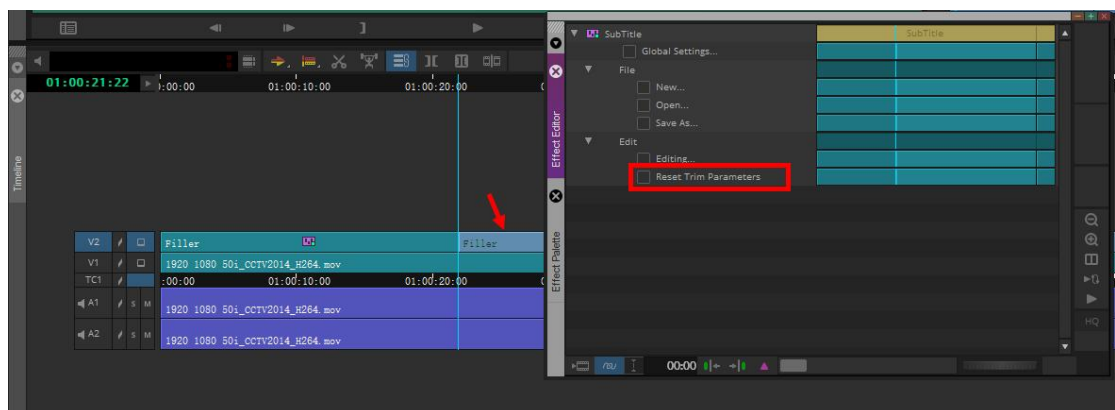 SubTitle
SubTitle
Global Settings...
File
New...
Open...
Save As...
Edit
Editing...
Reset Trim Parameters
Effect Editor
Effect Palette
00:00
HQ
01:00:21:22
:00:00
01:00:10:00
01:00:20:00
Timeline
V2
Filler
Filler
V1
1920 1080 50i_CCTV2014_H264.mov
TC1
:00:00
01:00:10:00
01:00:20:00
A1
S
M
1920 1080 50i_CCTV2014_H264.mov
A2
S
M
1920 1080 50i_CCTV2014_H264.mov